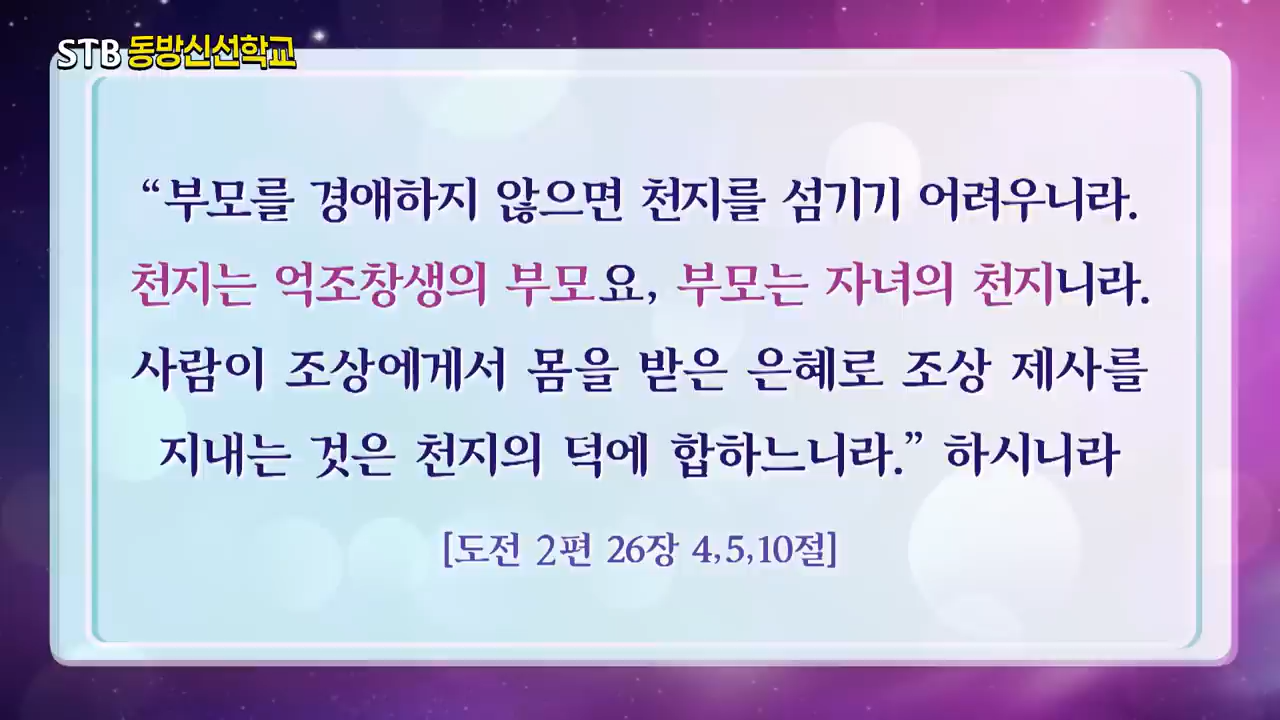 STB 동방신선학교
“부모를 경애하지 않으면 천지를 섬기기 어려우니라.
천지는 억조창생의 부모요, 부모는 자녀의 천지니라.
사람이 조상에게서 몸을 받은 은혜로 조상 제사를
지내는 것은 천지의 덕에 합하느니라.” 하시니라
[도전 2편 26장 4,5,10절]